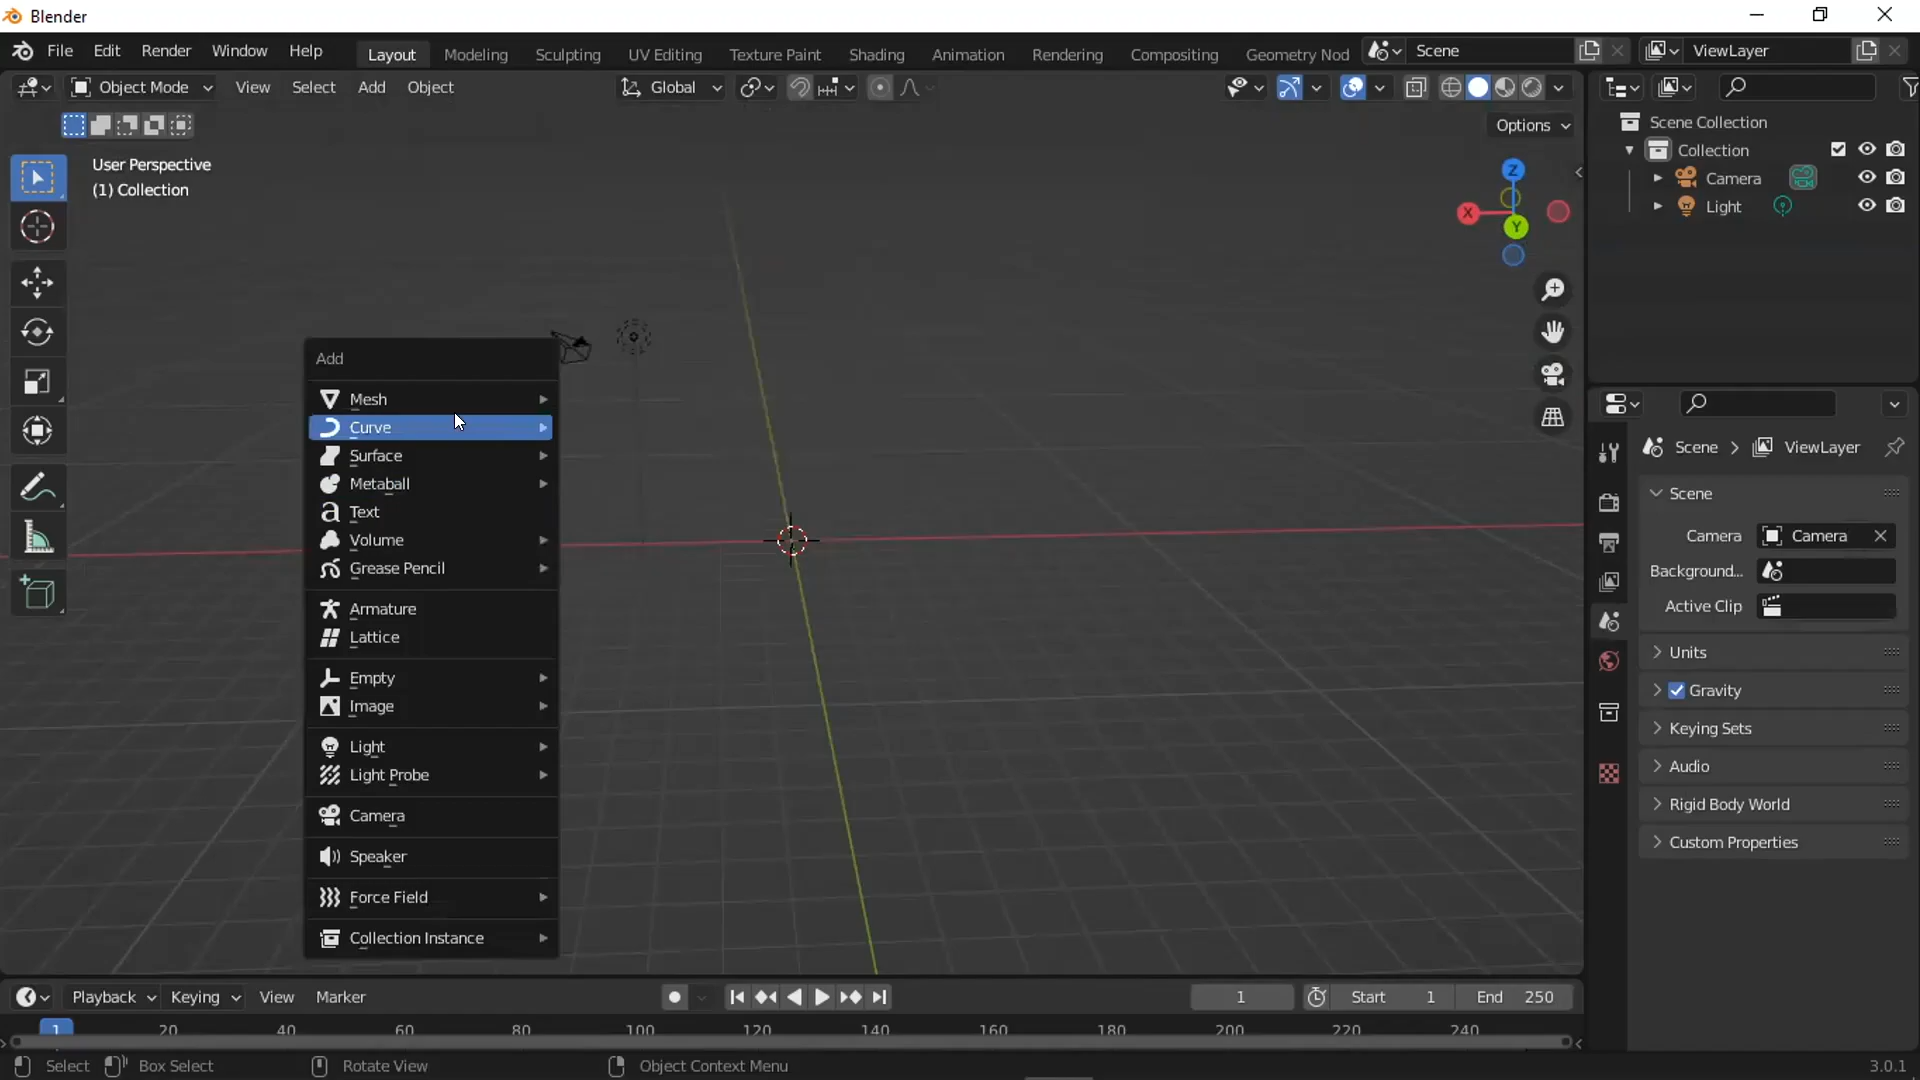 Blender
File Edit Render Window Help Layout Modeling Sculpting UV Editing Texture Paint Shading Animation Rendering Compositing Geometry Nod Scene ViewLayer
Object Mode View Select Add Object Global
Options
User Perspective
(1) Collection
X
Y
Z
Scene Collection
Collection
Camera
Light
Add
Mesh
Curve
Surface
Metaball
Text
Volume
Grease Pencil
Armature
Lattice
Empty
Image
Light
Light Probe
Camera
Speaker
Force Field
Collection Instance
Scene > ViewLayer
Scene
Camera Camera
Background...
Active Clip
Units
Gravity
Keying Sets
Audio
Rigid Body World
Custom Properties
Playback Keying View Marker 1 Start 1 End 250
1 20 40 60 80 100 120 140 160 180 200 220 240
Select Box Select Rotate View Object Context Menu 3.0.1